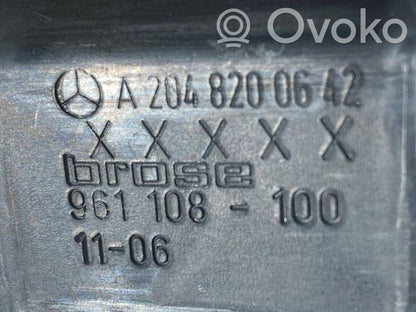 Ovoko
A 204 820 06 42
X X X X X
brose
961 108 - 100
11-06